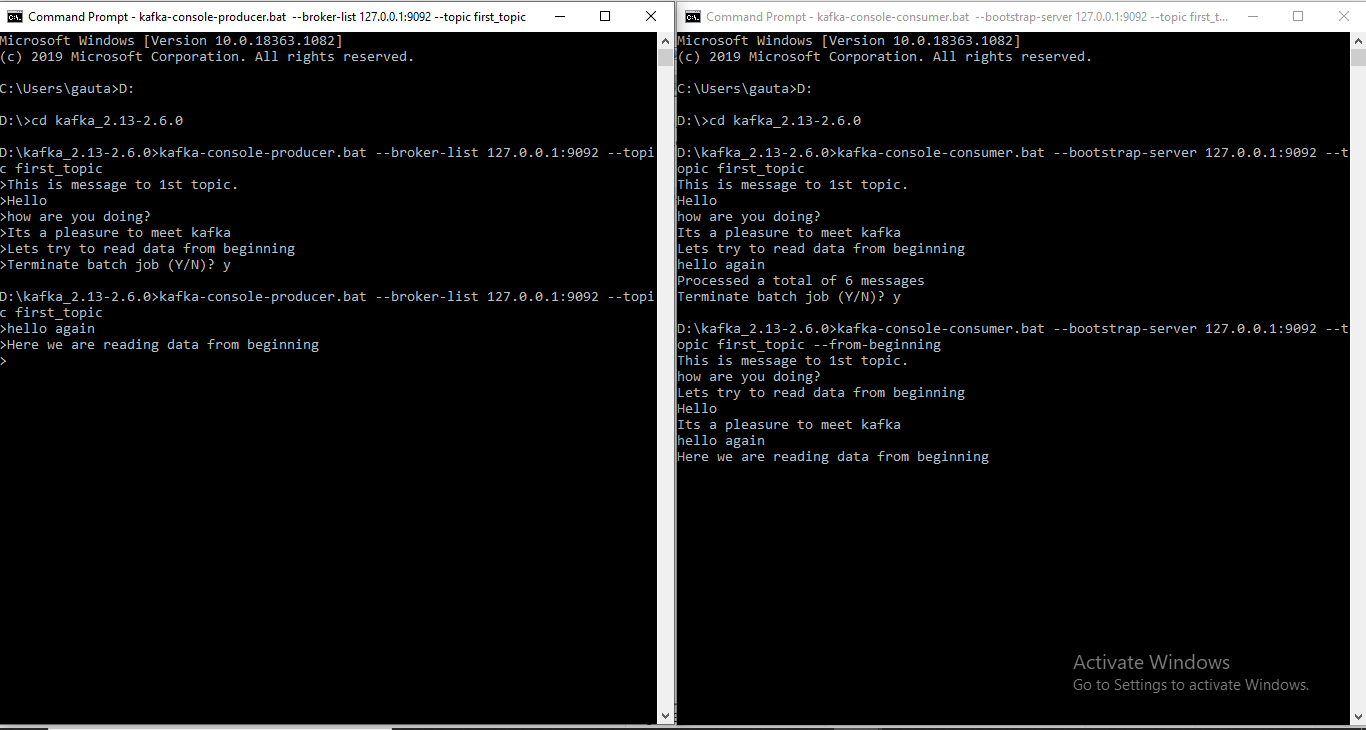 Command Prompt - kafka-console-producer.bat  --broker-list 127.0.0.1:9092 --topic first_topic
Microsoft Windows [Version 10.0.18363.1082]
(c) 2019 Microsoft Corporation. All rights reserved.
C:\Users\gauta>D:
D:\>cd kafka_2.13-2.6.0
D:\kafka_2.13-2.6.0>kafka-console-producer.bat --broker-list 127.0.0.1:9092 --topi
c first_topic
>This is message to 1st topic.
>Hello
>how are you doing?
>Its a pleasure to meet kafka
>Lets try to read data from beginning
>Terminate batch job (Y/N)? y
D:\kafka_2.13-2.6.0>kafka-console-producer.bat --broker-list 127.0.0.1:9092 --topi
c first_topic
>hello again
>Here we are reading data from beginning
>
Command Prompt - kafka-console-consumer.bat  --bootstrap-server 127.0.0.1:9092 --topic first_t...
Microsoft Windows [Version 10.0.18363.1082]
(c) 2019 Microsoft Corporation. All rights reserved.
C:\Users\gauta>D:
D:\>cd kafka_2.13-2.6.0
D:\kafka_2.13-2.6.0>kafka-console-consumer.bat --bootstrap-server 127.0.0.1:9092 --t
opic first_topic
This is message to 1st topic.
Hello
how are you doing?
Its a pleasure to meet kafka
Lets try to read data from beginning
hello again
Processed a total of 6 messages
Terminate batch job (Y/N)? y
D:\kafka_2.13-2.6.0>kafka-console-consumer.bat --bootstrap-server 127.0.0.1:9092 --t
opic first_topic --from-beginning
This is message to 1st topic.
how are you doing?
Lets try to read data from beginning
Hello
Its a pleasure to meet kafka
hello again
Here we are reading data from beginning
Activate Windows
Go to Settings to activate Windows.